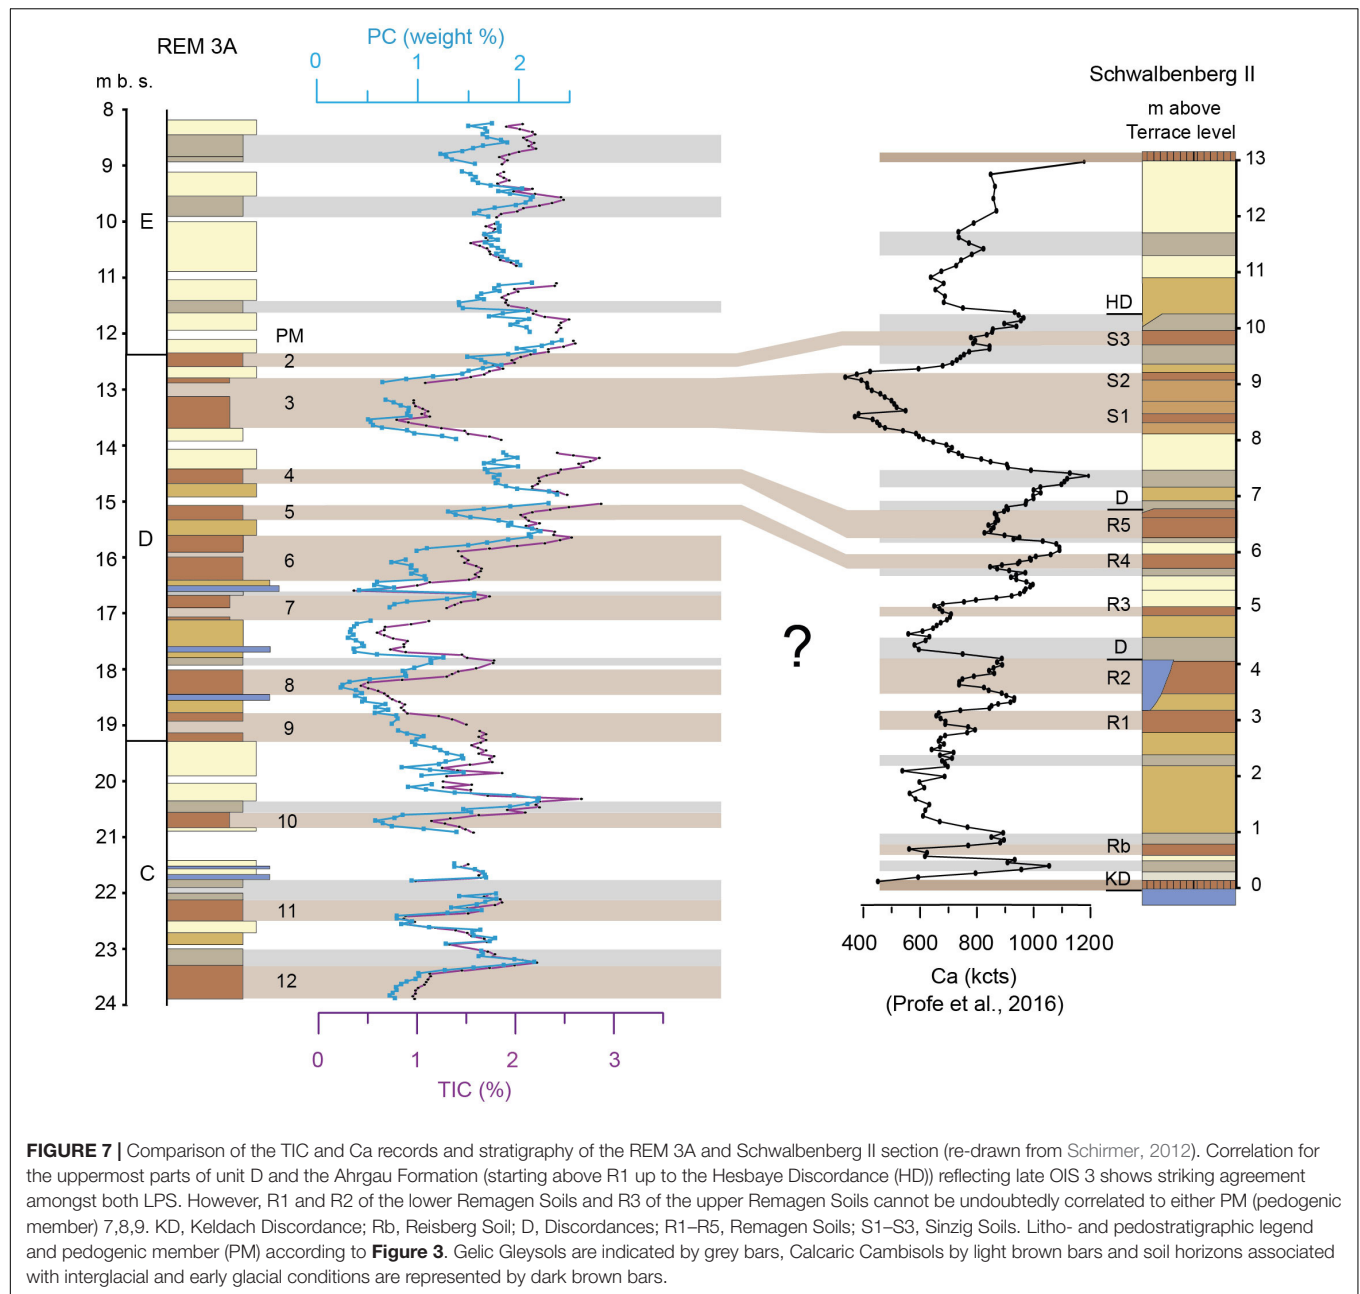 REM 3A
PC (weight %)
0 1 2
m b. s.
8
9
10
11
12
13
14
15
16
17
18
19
20
21
22
23
24
E
D
C
PM
2
3
4
5
6
7
8
9
10
11
12
0 1 2 3
TIC (%)
?
Schwalbenberg II
m above
Terrace level
13
12
11
10
9
8
7
6
5
4
3
2
1
0
HD
S3
S2
S1
D
R5
R4
R3
D
R2
R1
Rb
KD
400 600 800 1000 1200
Ca (kcts)
(Profe et al., 2016)
FIGURE 7 | Comparison of the TIC and Ca records and stratigraphy of the REM 3A and Schwalbenberg II section (re-drawn from Schirmer, 2012). Correlation for
the uppermost parts of unit D and the Ahrgau Formation (starting above R1 up to the Hesbaye Discordance (HD)) reflecting late OIS 3 shows striking agreement
amongst both LPS. However, R1 and R2 of the lower Remagen Soils and R3 of the upper Remagen Soils cannot be undoubtedly correlated to either PM (pedogenic
member) 7,8,9. KD, Keldach Discordance; Rb, Reisberg Soil; D, Discordances; R1–R5, Remagen Soils; S1–S3, Sinzig Soils. Litho- and pedostratigraphic legend
and pedogenic member (PM) according to Figure 3. Gelic Gleysols are indicated by grey bars, Calcaric Cambisols by light brown bars and soil horizons associated
with interglacial and early glacial conditions are represented by dark brown bars.